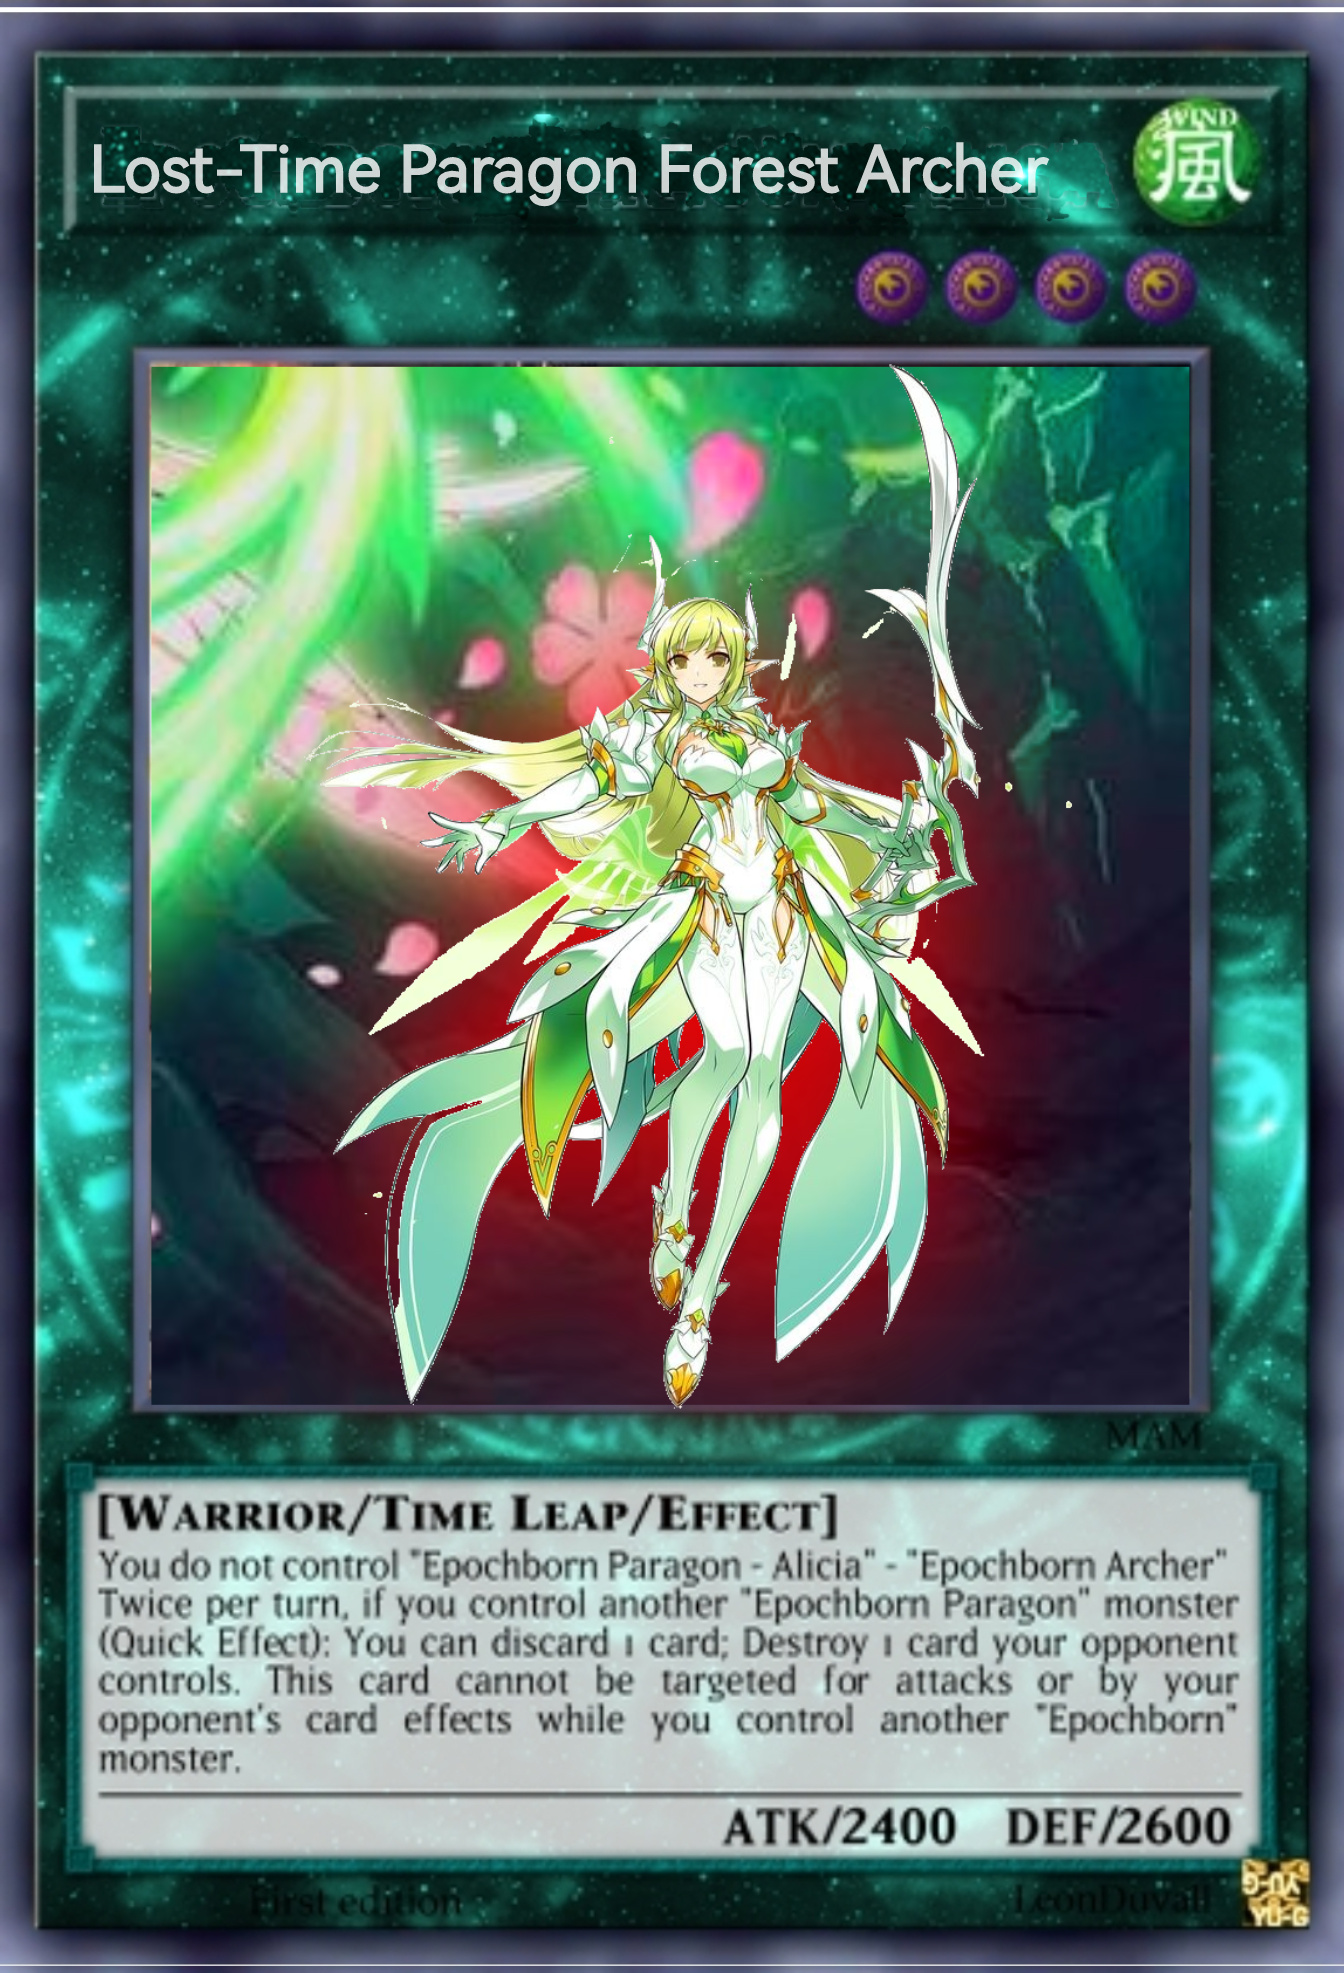 Lost-Time Paragon Forest Archer
WIND
風
MAM
[WARRIOR/TIME LEAP/EFFECT]
You do not control "Epochborn Paragon - Alicia" - "Epochborn Archer"
Twice per turn, if you control another "Epochborn Paragon" monster
(Quick Effect): You can discard 1 card; Destroy 1 card your opponent
controls. This card cannot be targeted for attacks or by your
opponent's card effects while you control another "Epochborn"
monster.
ATK/2400 DEF/2600
First edition
LeonDuvall
YU-G